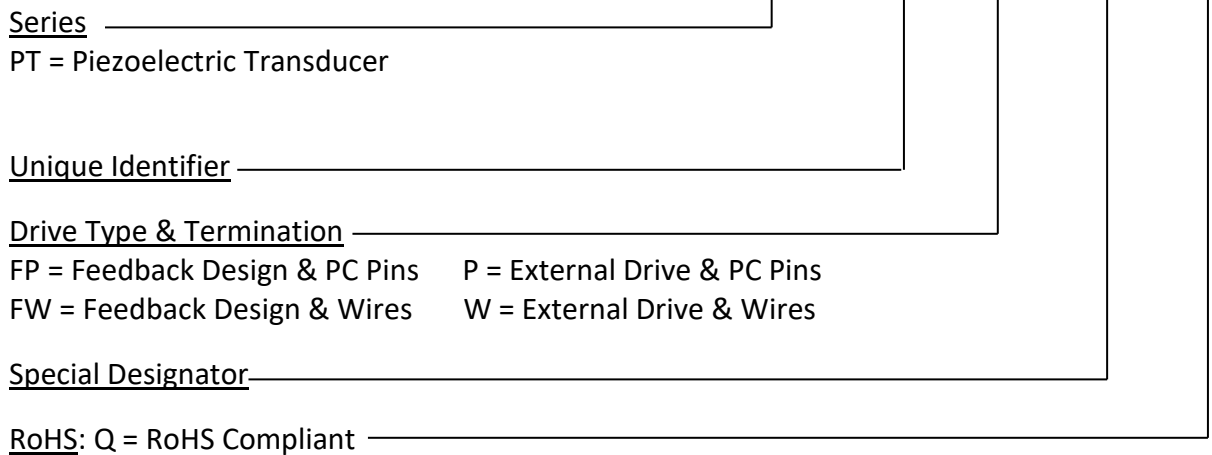 Series
PT = Piezoelectric Transducer
Unique Identifier
Drive Type & Termination
FP = Feedback Design & PC Pins P = External Drive & PC Pins
FW = Feedback Design & Wires W = External Drive & Wires
Special Designator
RoHS: Q = RoHS Compliant